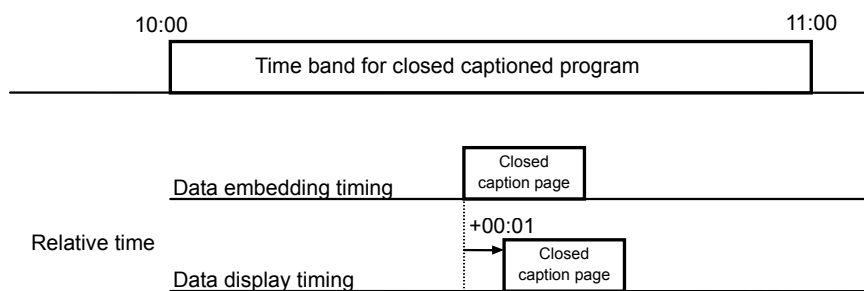 10:00
11:00
Time band for closed captioned program
Closed
caption page
Data embedding timing
+00:01
Relative time
Closed
caption page
Data display timing